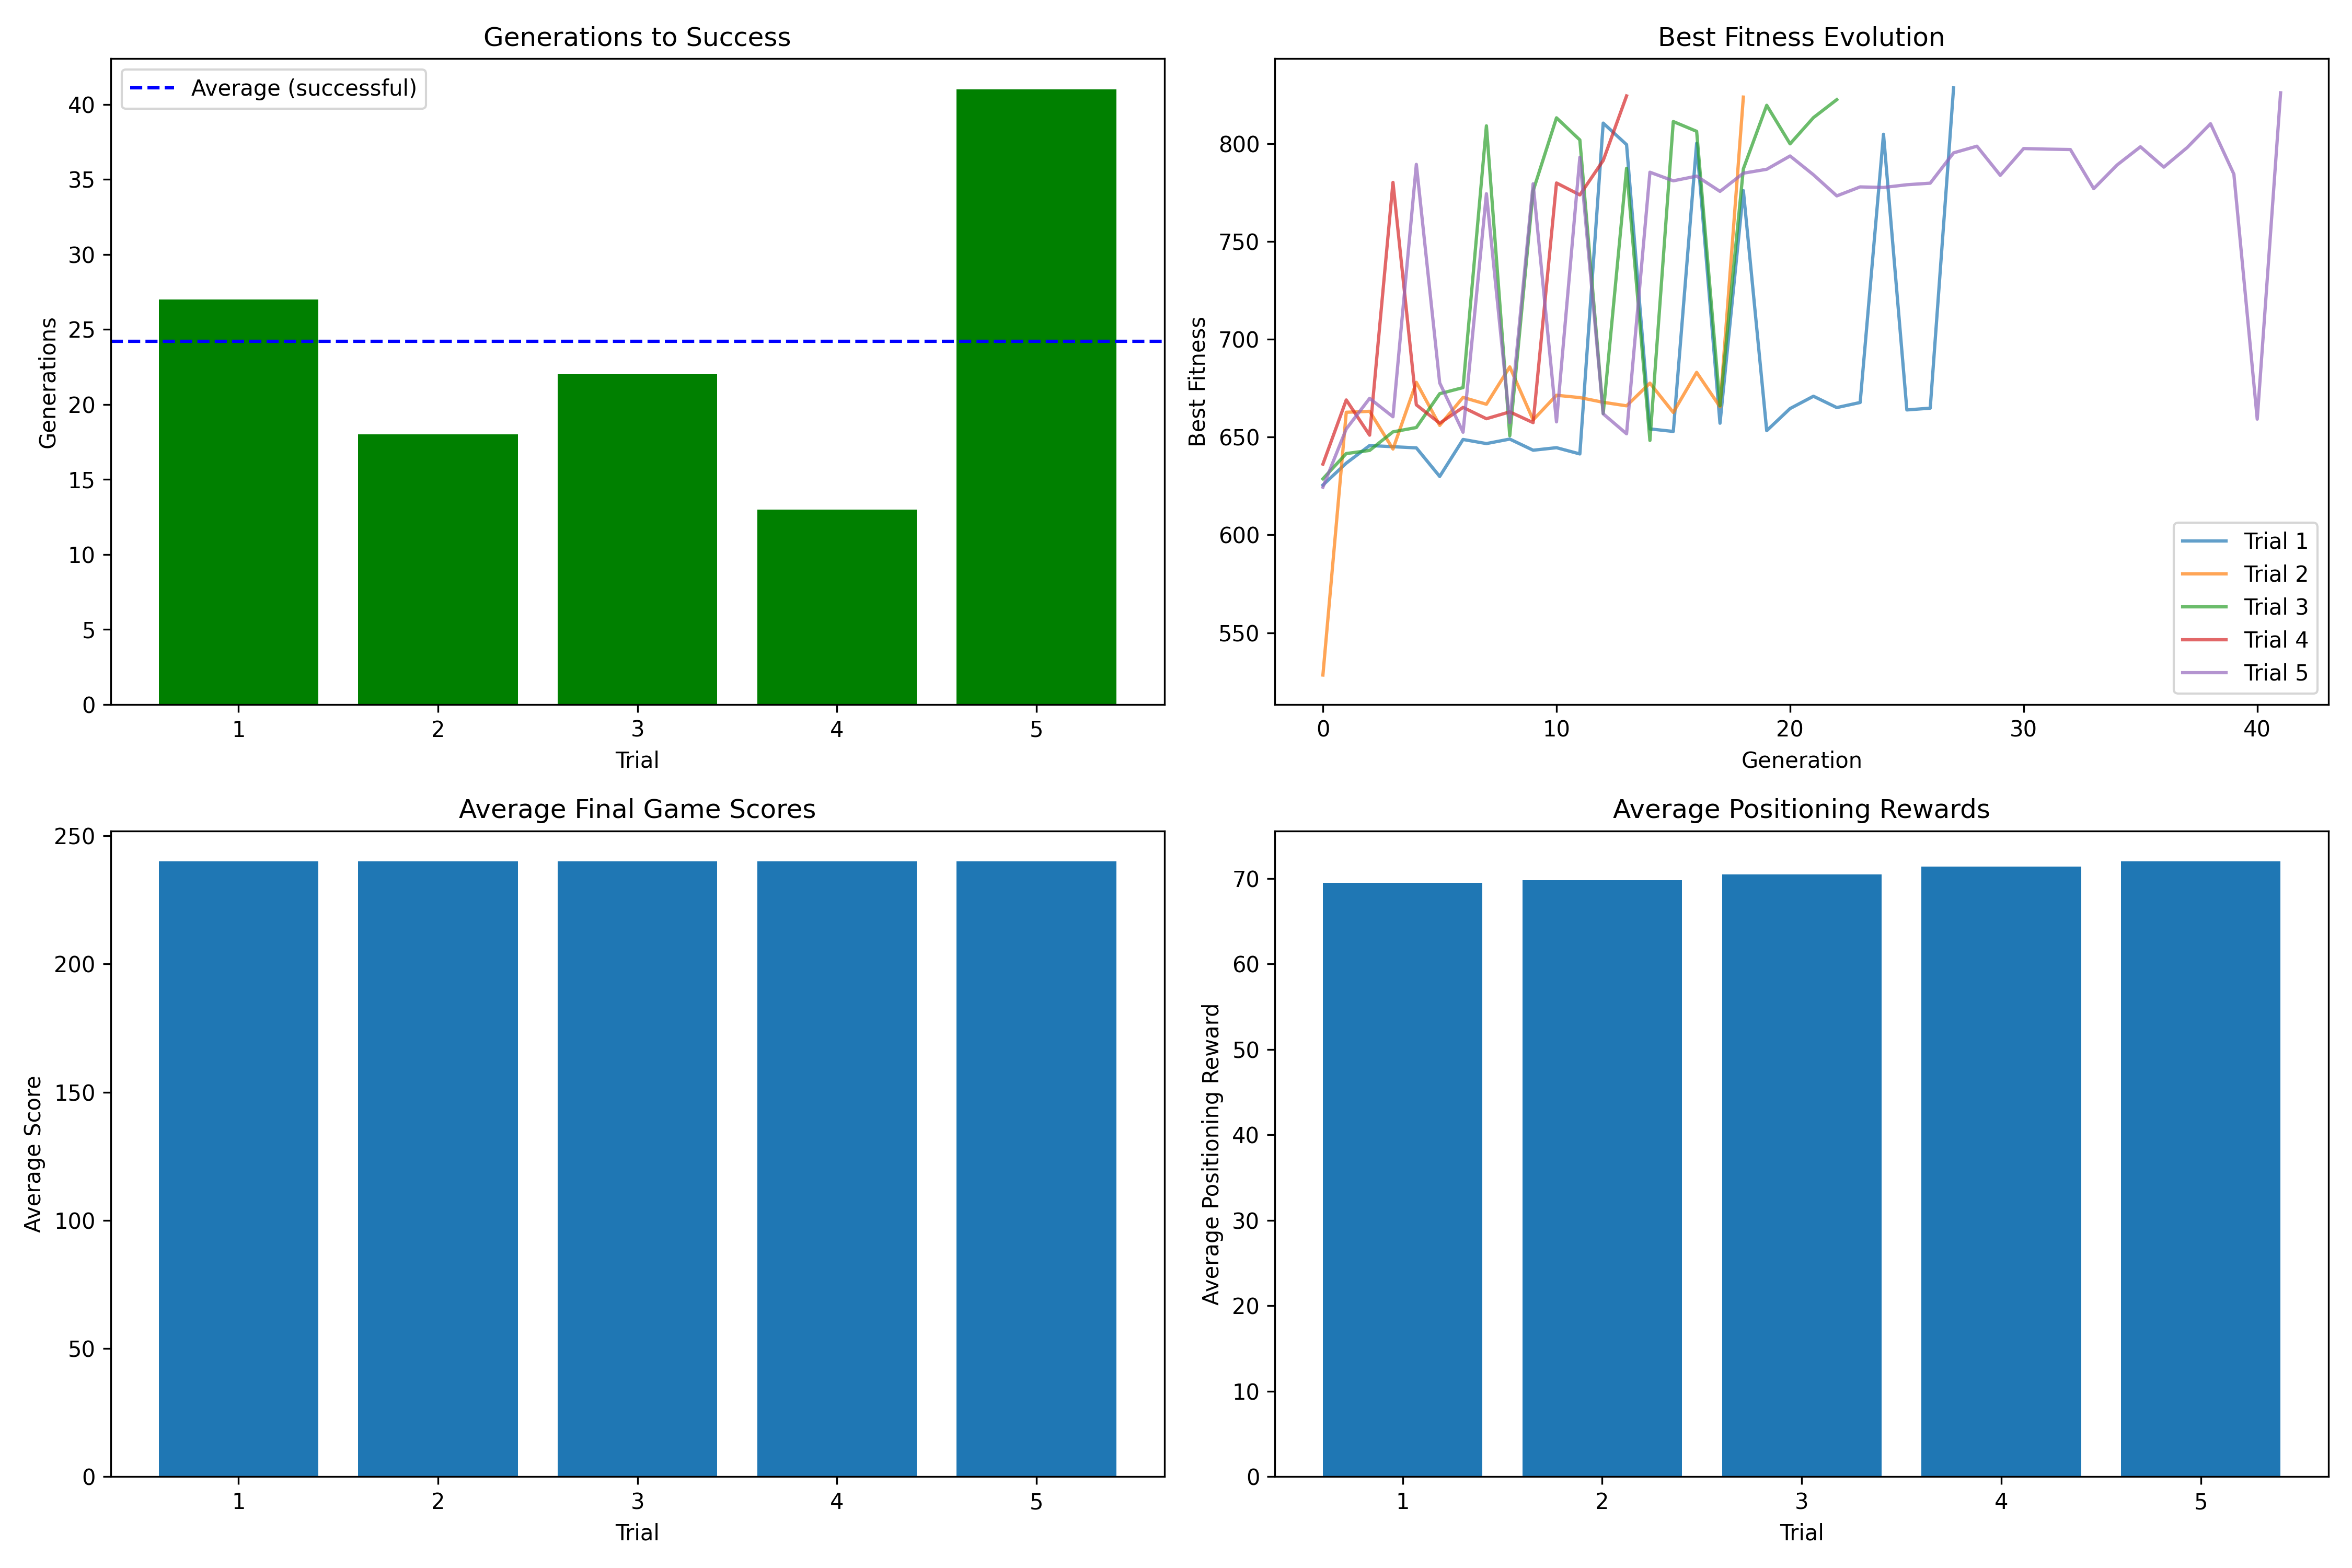 Generations to Success
Average (successful)
Generations
40
35
30
25
20
15
10
5
0
1 2 3 4 5
Trial
Best Fitness Evolution
Best Fitness
800
750
700
650
600
550
Trial 1
Trial 2
Trial 3
Trial 4
Trial 5
0 10 20 30 40
Generation
Average Final Game Scores
Average Score
250
200
150
100
50
0
1 2 3 4 5
Trial
Average Positioning Rewards
Average Positioning Reward
70
60
50
40
30
20
10
0
1 2 3 4 5
Trial